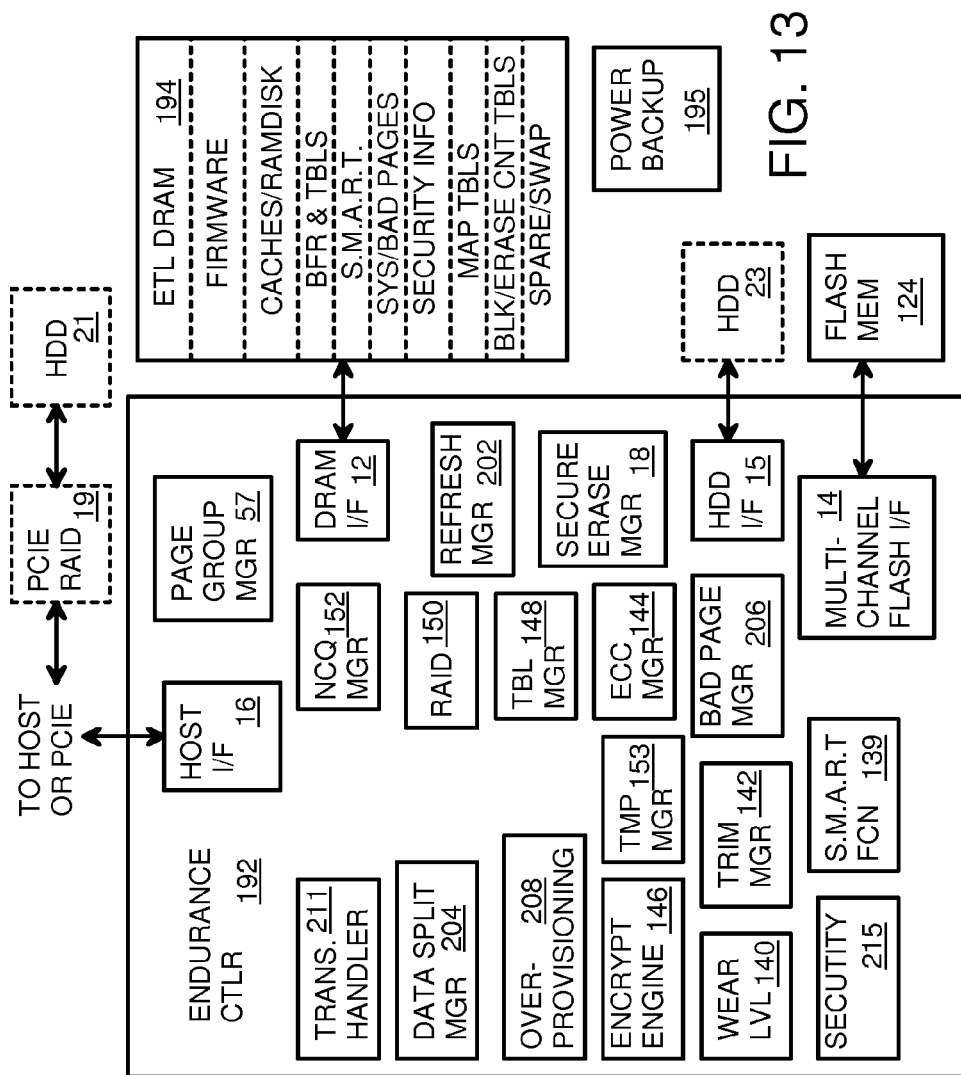 TO HOST
OR PCIE
PCIE
RAID 19
HDD
21
ENDURANCE
CTLR
192
HOST
I/F 16
PAGE
GROUP
MGR 57
TRANS. 211
HANDLER
NCQ 152
MGR
DRAM
I/F 12
DATA SPLIT
MGR 204
RAID 150
REFRESH
MGR 202
OVER- 208
PROVISIONING
TBL 148
MGR
SECURE
ERASE
MGR 18
ENCRYPT
ENGINE 146
TMP 153
MGR
ECC 144
MGR
WEAR
LVL 140
TRIM
MGR 142
BAD PAGE
MGR 206
HDD
I/F 15
SECUTITY
215
S.M.A.R.T
FCN 139
MULTI- 14
CHANNEL
FLASH I/F
ETL DRAM 194
FIRMWARE
CACHES/RAMDISK
BFR & TBLS
S.M.A.R.T.
SYS/BAD PAGES
SECURITY INFO
MAP TBLS
BLK/ERASE CNT TBLS
SPARE/SWAP
HDD
23
FLASH
MEM
124
POWER
BACKUP
195
FIG. 13